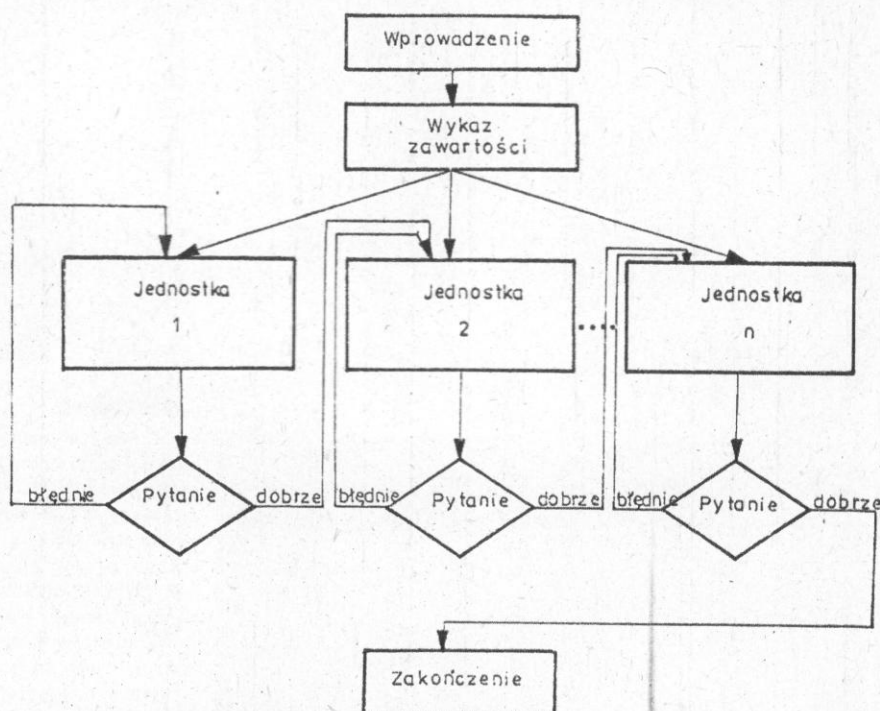 Wprowadzenie
Wykaz
zawartości
Jednostka
1
Jednostka
2
Jednostka
n
błędnie
Pytanie
dobrze
błędnie
Pytanie
dobrze
błędnie
Pytanie
dobrze
Zakończenie